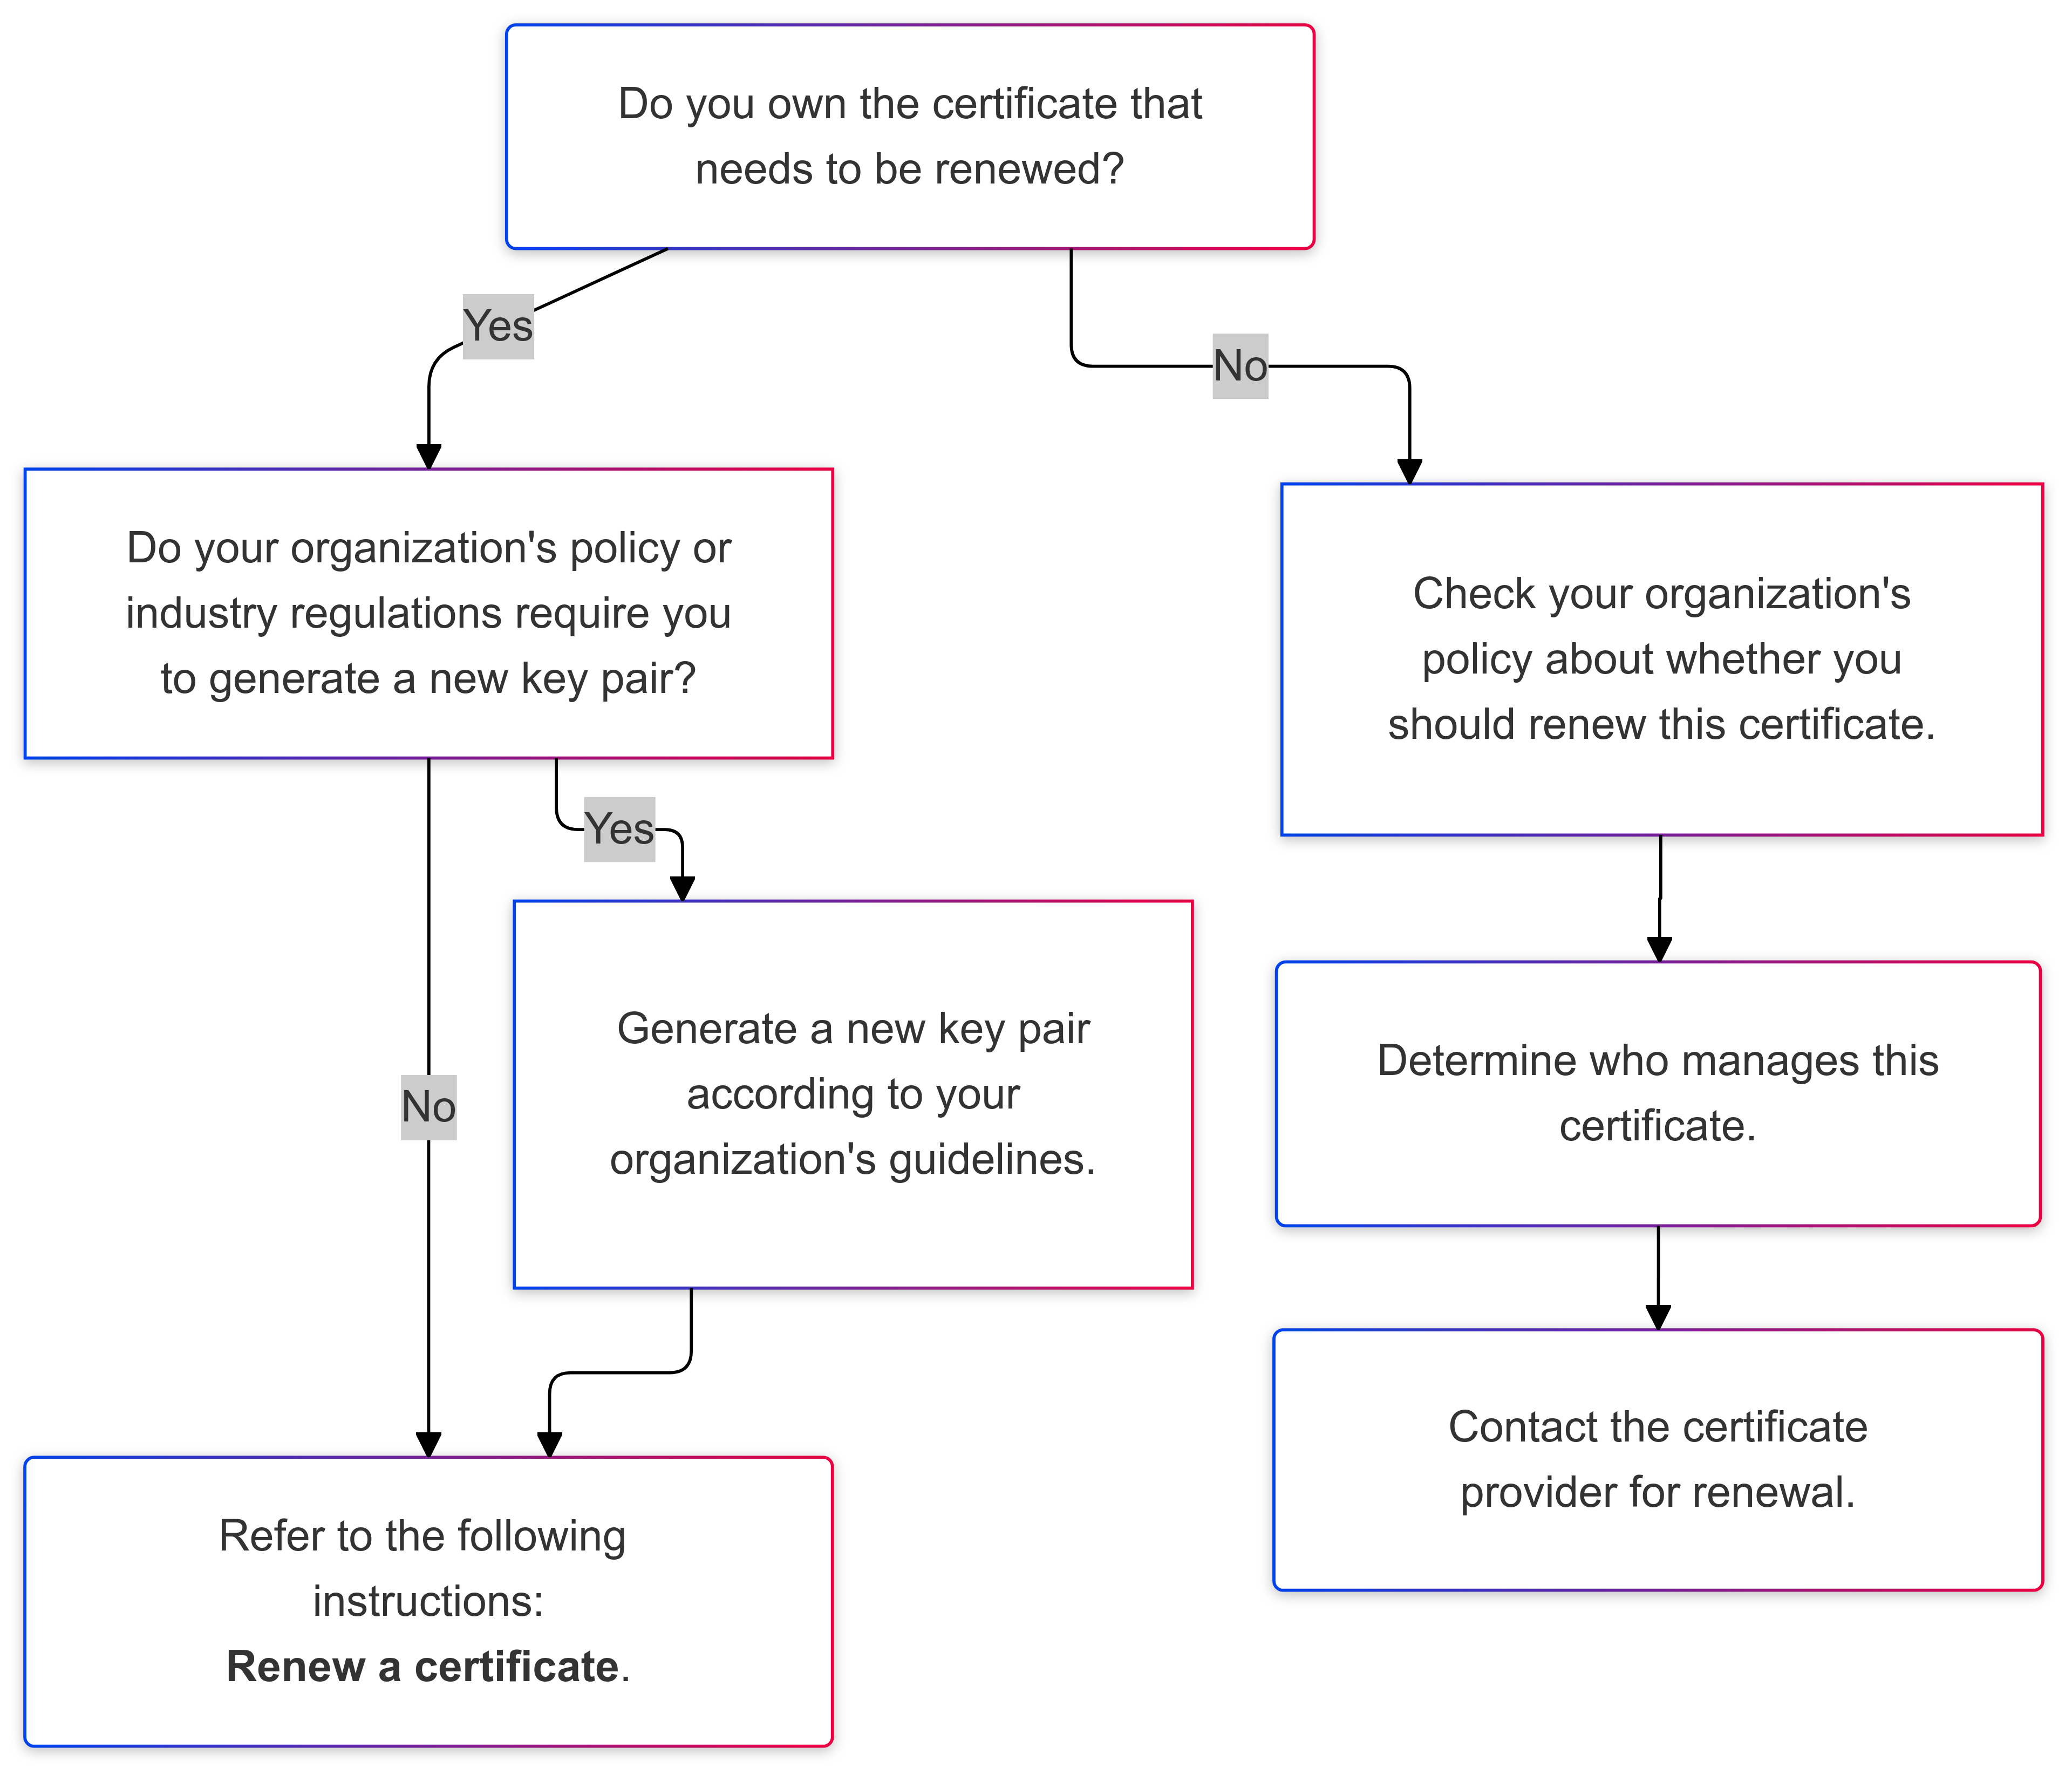 Do you own the certificate that
needs to be renewed?
Yes
No
Do your organization's policy or
industry regulations require you
to generate a new key pair?
Check your organization's
policy about whether you
should renew this certificate.
Yes
Generate a new key pair
according to your
organization's guidelines.
No
Determine who manages this
certificate.
Contact the certificate
provider for renewal.
Refer to the following
instructions:
Renew a certificate.